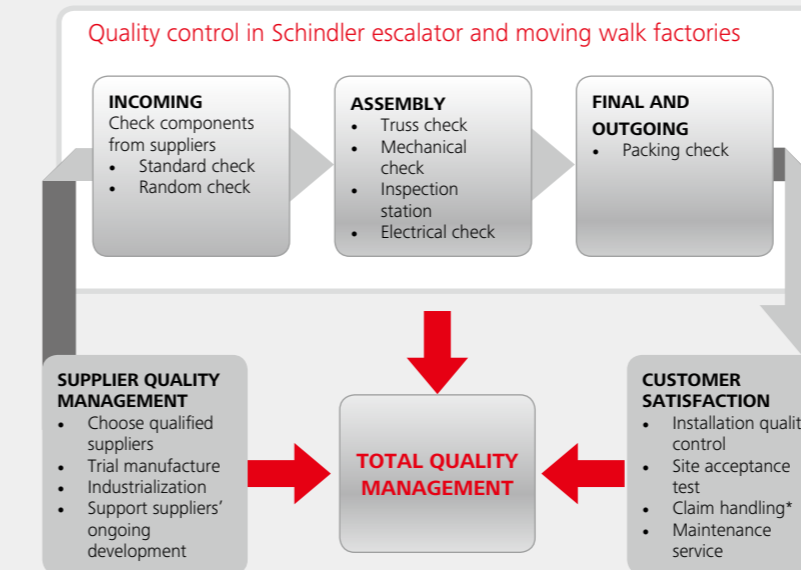 Quality control in Schindler escalator and moving walk factories
INCOMING
Check components
from suppliers
• Standard check
• Random check
ASSEMBLY
• Truss check
• Mechanical
check
• Inspection
station
• Electrical check
FINAL AND
OUTGOING
• Packing check
SUPPLIER QUALITY
MANAGEMENT
• Choose qualified
suppliers
• Trial manufacture
• Industrialization
• Support suppliers’
ongoing
development
TOTAL QUALITY
MANAGEMENT
CUSTOMER
SATISFACTION
• Installation qualit
control
• Site acceptance
test
• Claim handling*
• Maintenance
service